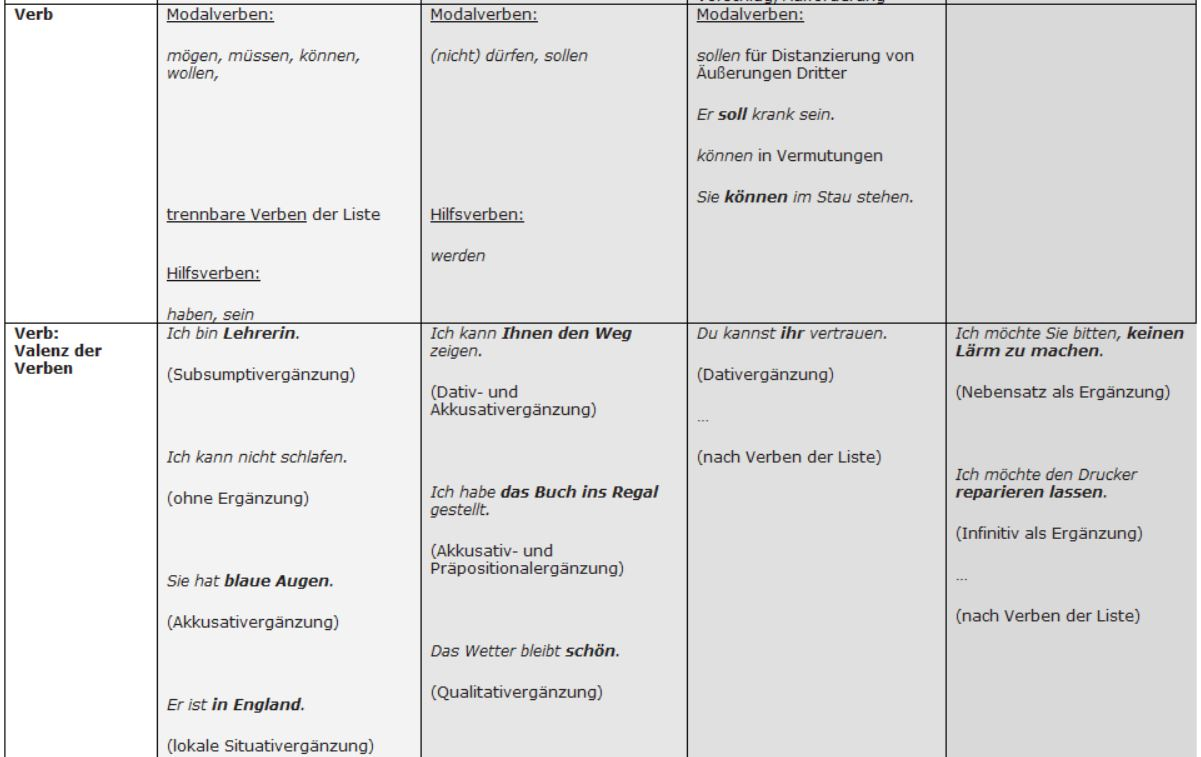 Vorschlag/Aufforderung
Verb
Modalverben:
mögen, müssen, können,
wollen,
trennbare Verben der Liste
Hilfsverben:
haben, sein
Modalverben:
(nicht) dürfen, sollen
Hilfsverben:
werden
Modalverben:
sollen für Distanzierung von
Äußerungen Dritter
Er soll krank sein.
können in Vermutungen
Sie können im Stau stehen.
Verb:
Valenz der
Verben
Ich bin Lehrerin.
(Subsumptivergänzung)
Ich kann nicht schlafen.
(ohne Ergänzung)
Sie hat blaue Augen.
(Akkusativergänzung)
Er ist in England.
(lokale Situativergänzung)
Ich kann Ihnen den Weg
zeigen.
(Dativ- und
Akkusativergänzung)
Ich habe das Buch ins Regal
gestellt.
(Akkusativ- und
Präpositionalergänzung)
Das Wetter bleibt schön.
(Qualitativergänzung)
Du kannst ihr vertrauen.
(Dativergänzung)
…
(nach Verben der Liste)
Ich möchte Sie bitten, keinen
Lärm zu machen.
(Nebensatz als Ergänzung)
Ich möchte den Drucker
reparieren lassen.
(Infinitiv als Ergänzung)
…
(nach Verben der Liste)